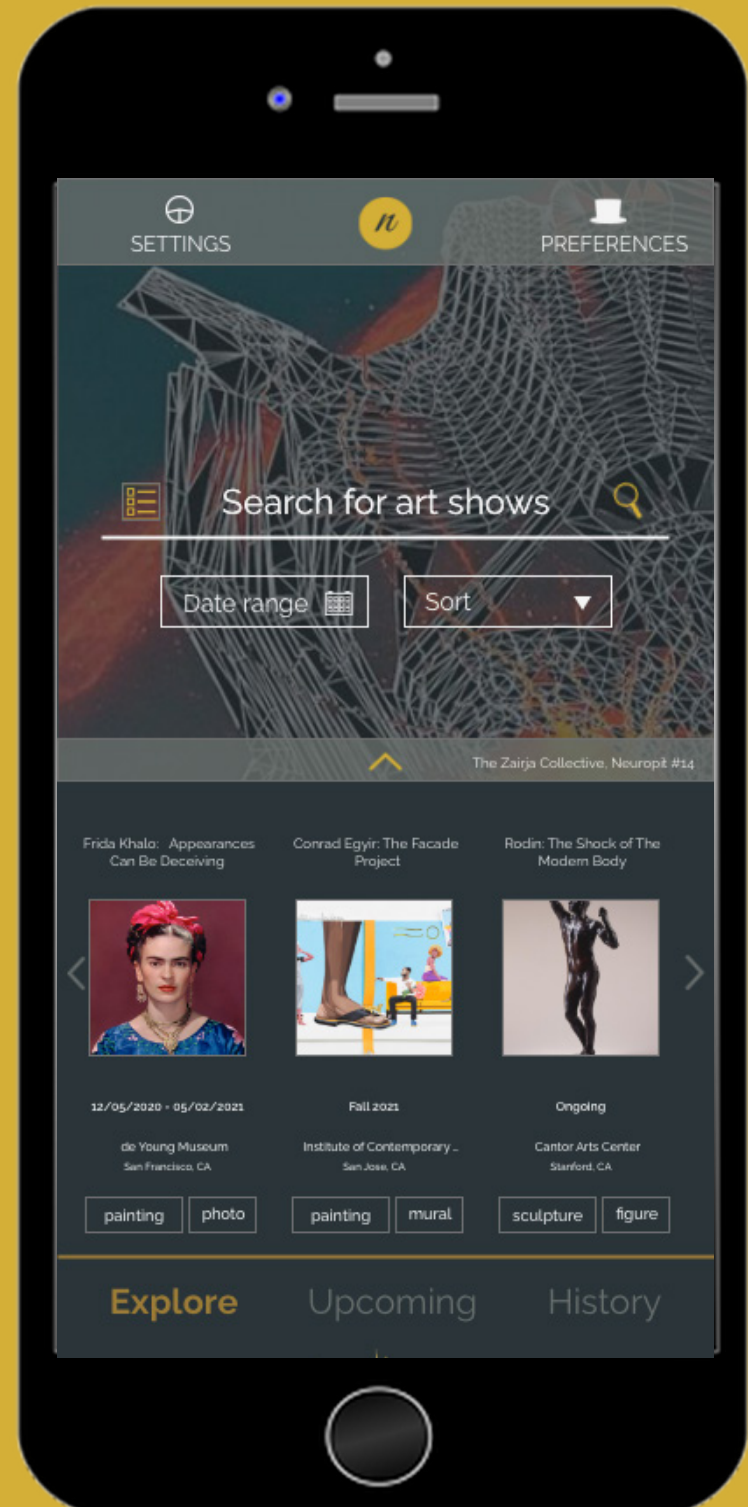 SETTINGS
n
PREFERENCES
Search for art shows
Date range
Sort
The Zairja Collective, Neuropit #14
Frida Khalo: Appearances
Can Be Deceiving
Conrad Egyir: The Facade
Project
Rodin: The Shock of The
Modern Body
12/05/2020 - 05/02/2021
Fall 2021
Ongoing
de Young Museum
San Francisco, CA
Institute of Contemporary ..
San Jose, CA
Cantor Arts Center
Stanford, CA
painting
photo
painting
mural
sculpture
figure
Explore
Upcoming
History